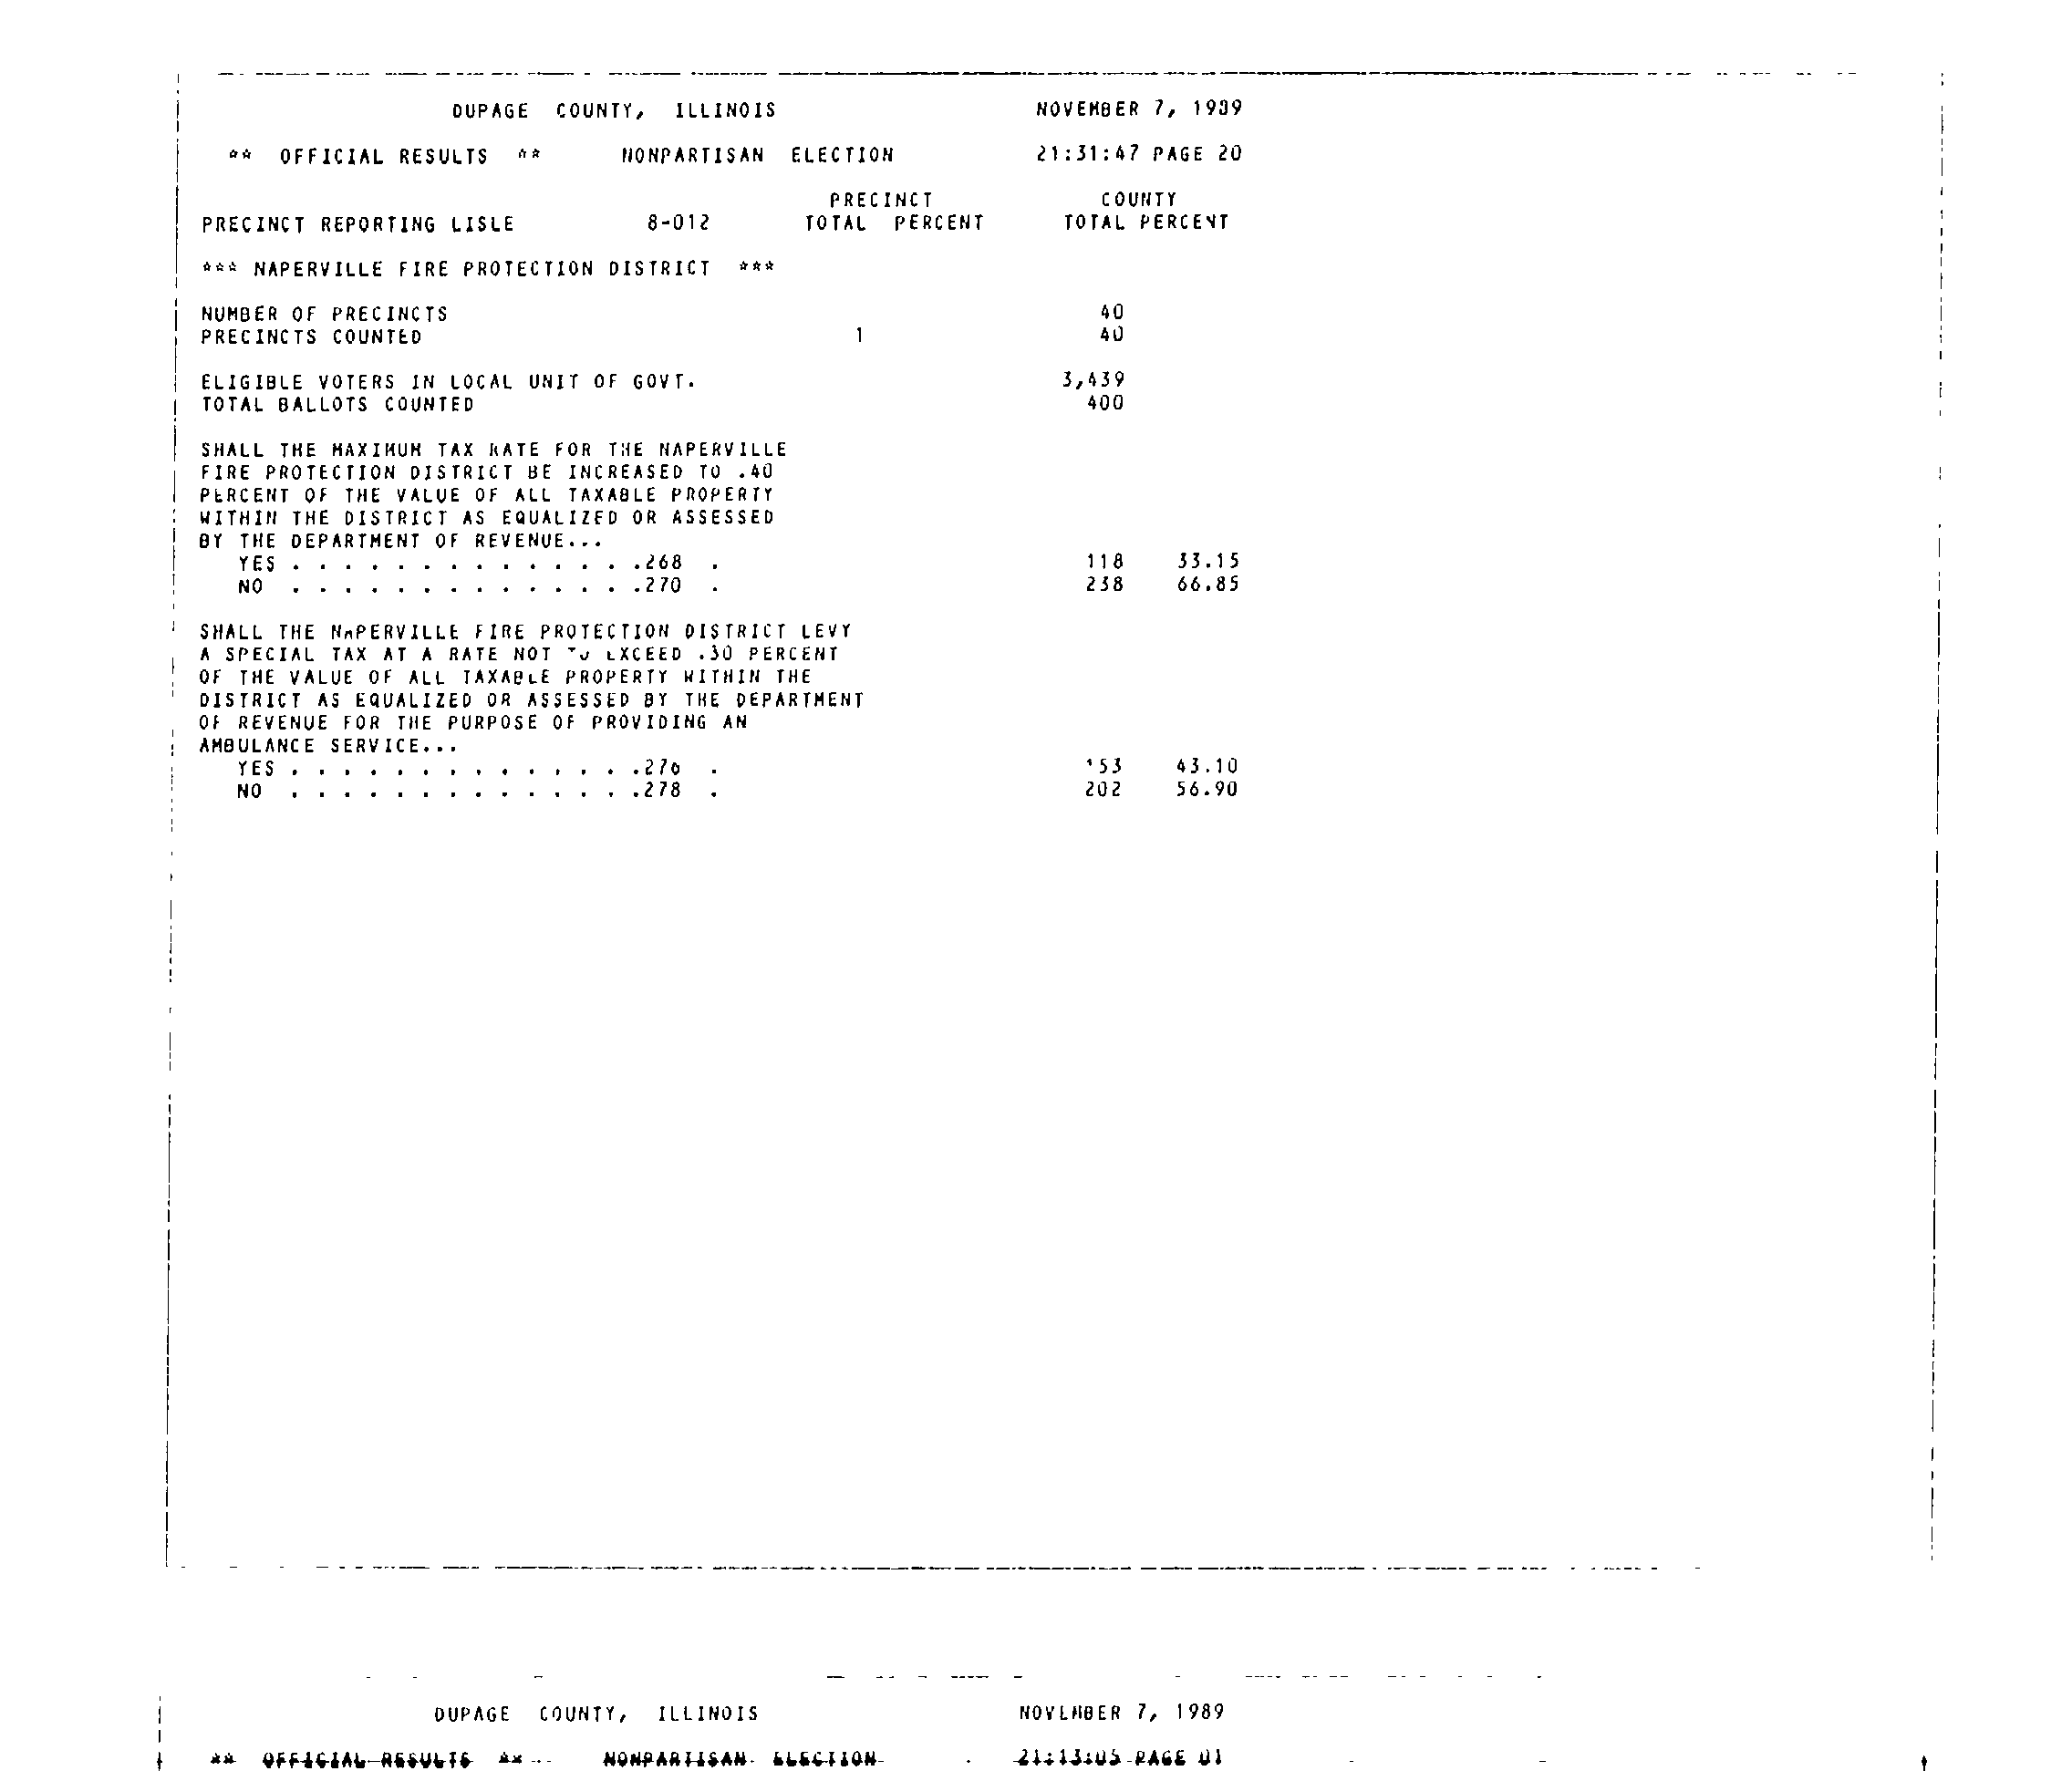 DUPAGE COUNTY, ILLINOIS NOVEMBER 7, 1989
** OFFICIAL RESULTS ** NONPARTISAN ELECTION 21:31:47 PAGE 20
PRECINCT COUNTY
PRECINCT REPORTING LISLE 8-012 TOTAL PERCENT TOTAL PERCENT
*** NAPERVILLE FIRE PROTECTION DISTRICT ***
NUMBER OF PRECINCTS 40
PRECINCTS COUNTED 1 40
ELIGIBLE VOTERS IN LOCAL UNIT OF GOVT. 3,439
TOTAL BALLOTS COUNTED 400
SHALL THE MAXIMUM TAX RATE FOR THE NAPERVILLE
FIRE PROTECTION DISTRICT BE INCREASED TO .40
PERCENT OF THE VALUE OF ALL TAXABLE PROPERTY
WITHIN THE DISTRICT AS EQUALIZED OR ASSESSED
BY THE DEPARTMENT OF REVENUE...
YES . . . . . . . . . . . . . .268 . 118 33.15
NO . . . . . . . . . . . . . .270 . 238 66.85
SHALL THE NAPERVILLE FIRE PROTECTION DISTRICT LEVY
A SPECIAL TAX AT A RATE NOT TO EXCEED .30 PERCENT
OF THE VALUE OF ALL TAXABLE PROPERTY WITHIN THE
DISTRICT AS EQUALIZED OR ASSESSED BY THE DEPARTMENT
OF REVENUE FOR THE PURPOSE OF PROVIDING AN
AMBULANCE SERVICE...
YES . . . . . . . . . . . . . .276 . 153 43.10
NO . . . . . . . . . . . . . .278 . 202 56.90
DUPAGE COUNTY, ILLINOIS NOVEMBER 7, 1989
** OFFICIAL RESULTS ** NONPARTISAN ELECTION 21:13:05 PAGE 01